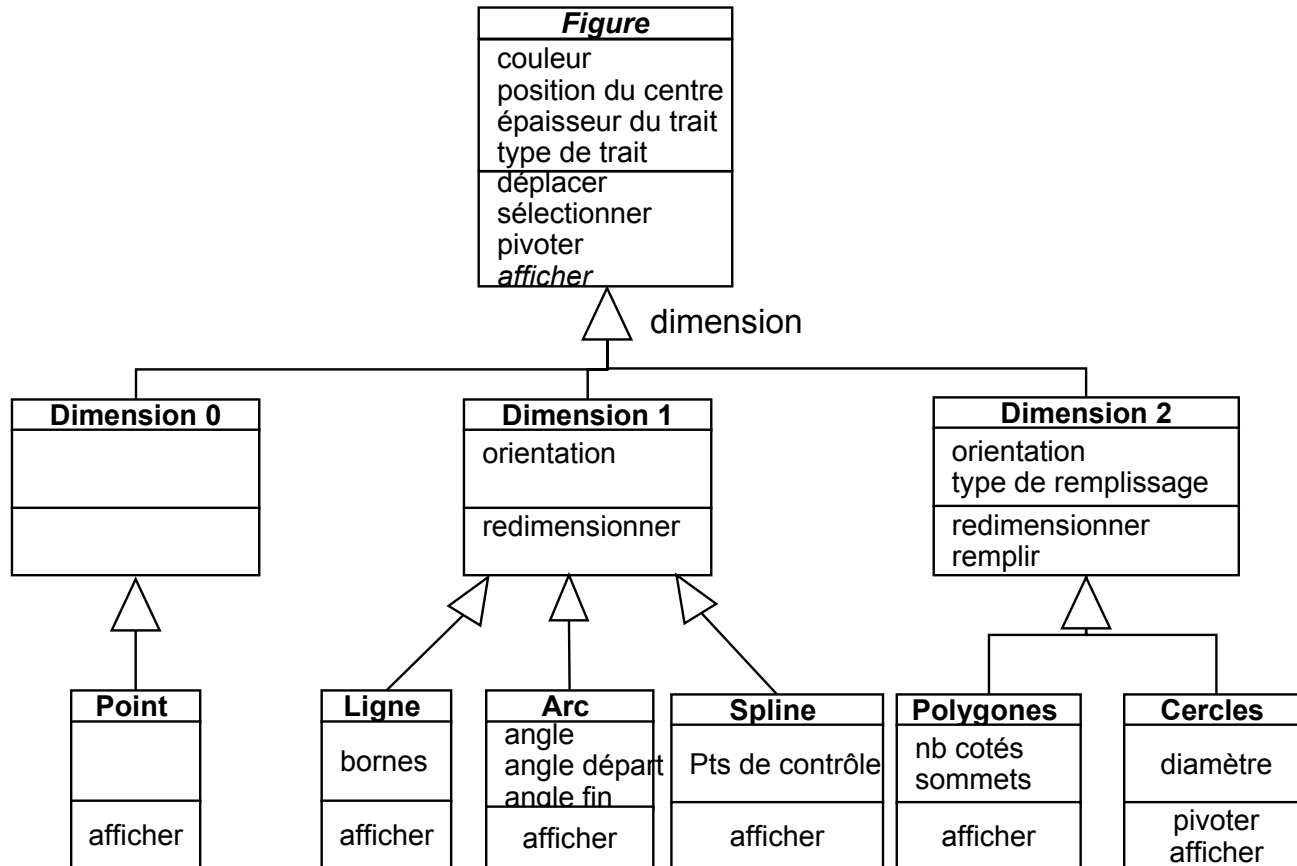 Figure
couleur
position du centre
épaisseur du trait
type de trait
déplacer
sélectionner
pivoter
afficher
dimension
Dimension 0
Dimension 1
orientation
redimensionner
Dimension 2
orientation
type de remplissage
redimensionner
remplir
Point
afficher
Ligne
bornes
afficher
Arc
angle
angle départ
angle fin
afficher
Spline
Pts de contrôle
afficher
Polygones
nb cotés
sommets
afficher
Cercles
diamètre
pivoter
afficher